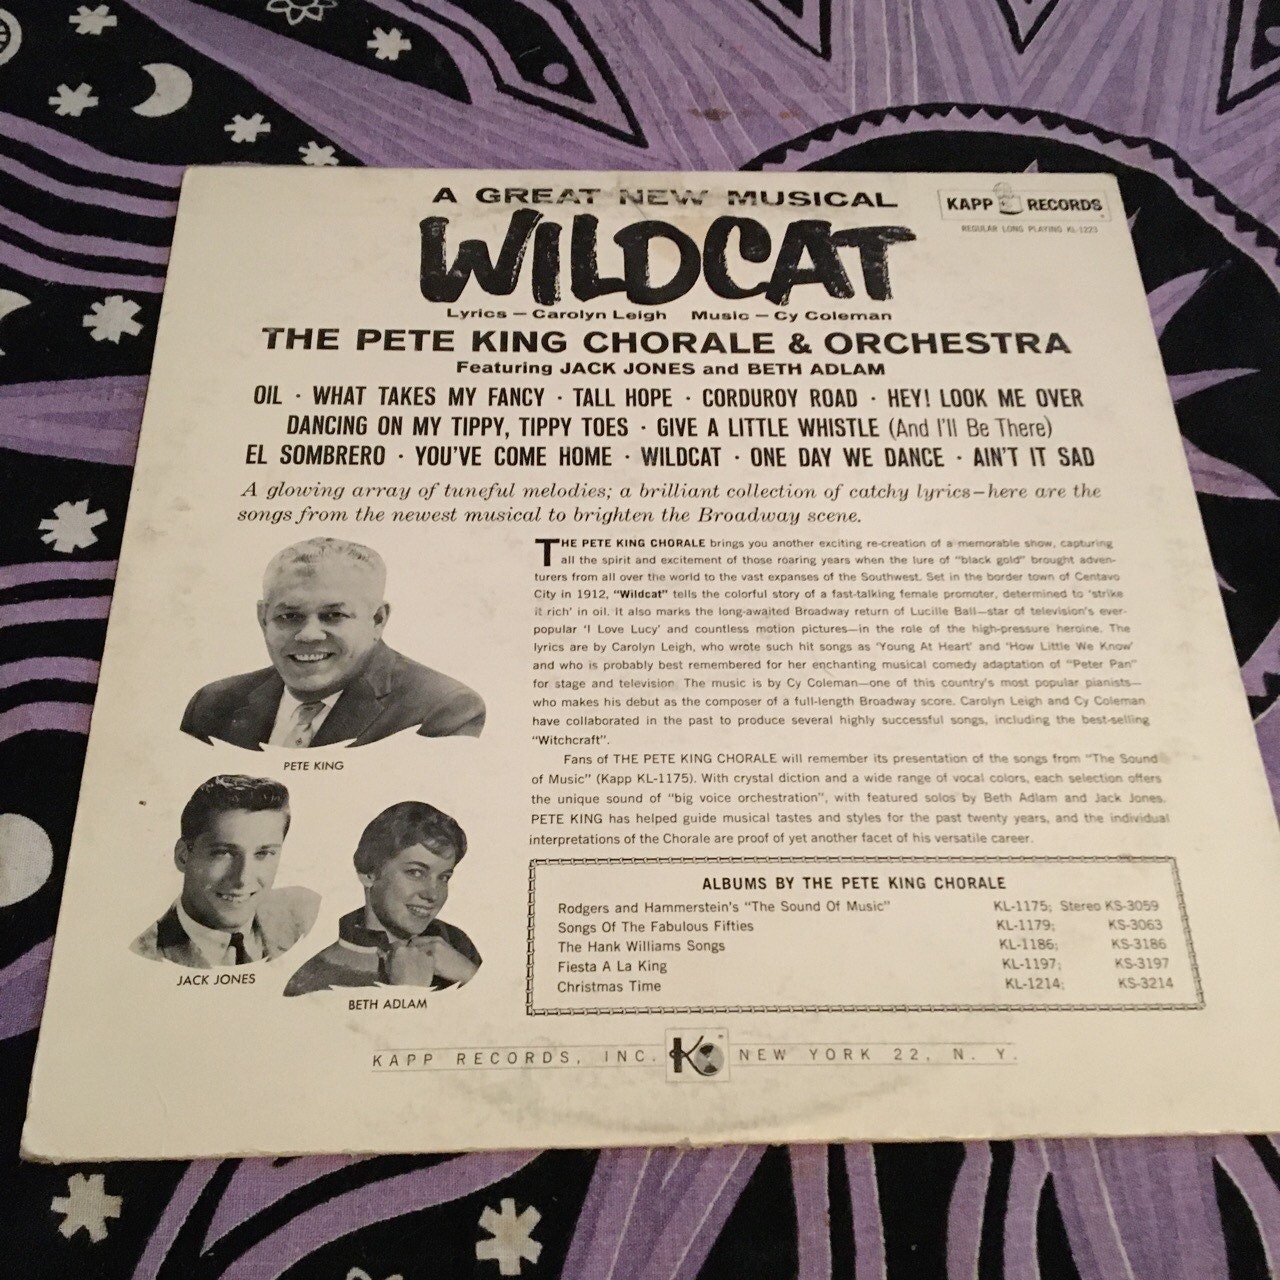 A GREAT NEW MUSICAL
KAPP RECORDS
REGULAR LONG PLAYING KL-1223
WILDCAT
Lyrics – Carolyn Leigh Music – Cy Coleman
THE PETE KING CHORALE & ORCHESTRA
Featuring JACK JONES and BETH ADLAM
OIL · WHAT TAKES MY FANCY · TALL HOPE · CORDUROY ROAD · HEY! LOOK ME OVER
DANCING ON MY TIPPY, TIPPY TOES · GIVE A LITTLE WHISTLE (And I'll Be There)
EL SOMBRERO · YOU'VE COME HOME · WILDCAT · ONE DAY WE DANCE · AIN'T IT SAD
A glowing array of tuneful melodies; a brilliant collection of catchy lyrics–here are the
songs from the newest musical to brighten the Broadway scene.
THE PETE KING CHORALE brings you another exciting re-creation of a memorable show, capturing
all the spirit and excitement of those roaring years when the lure of "black gold" brought adven-
turers from all over the world to the vast expanses of the Southwest. Set in the border town of Centavo
City in 1912, "Wildcat" tells the colorful story of a fast-talking female promoter, determined to 'strike
it rich' in oil. It also marks the long-awaited Broadway return of Lucille Ball—star of television's ever-
popular 'I Love Lucy' and countless motion pictures—in the role of the high-pressure heroine. The
lyrics are by Carolyn Leigh, who wrote such hit songs as 'Young At Heart' and 'How Little We Know'
and who is probably best remembered for her enchanting musical comedy adaptation of "Peter Pan"
for stage and television. The music is by Cy Coleman—one of this country's most popular pianists—
who makes his debut as the composer of a full-length Broadway score. Carolyn Leigh and Cy Coleman
have collaborated in the past to produce several highly successful songs, including the best-selling
"Witchcraft".
Fans of THE PETE KING CHORALE will remember its presentation of the songs from "The Sound
of Music" (Kapp KL-1175). With crystal diction and a wide range of vocal colors, each selection offers
the unique sound of "big voice orchestration", with featured solos by Beth Adlam and Jack Jones.
PETE KING has helped guide musical tastes and styles for the past twenty years, and the individual
interpretations of the Chorale are proof of yet another facet of his versatile career.
PETE KING
JACK JONES
BETH ADLAM
ALBUMS BY THE PETE KING CHORALE
Rodgers and Hammerstein's "The Sound Of Music" KL-1175; Stereo KS-3059
Songs Of The Fabulous Fifties KL-1179; KS-3063
The Hank Williams Songs KL-1186; KS-3186
Fiesta A La King KL-1197; KS-3197
Christmas Time KL-1214; KS-3214
KAPP RECORDS, INC. K NEW YORK 22, N. Y.